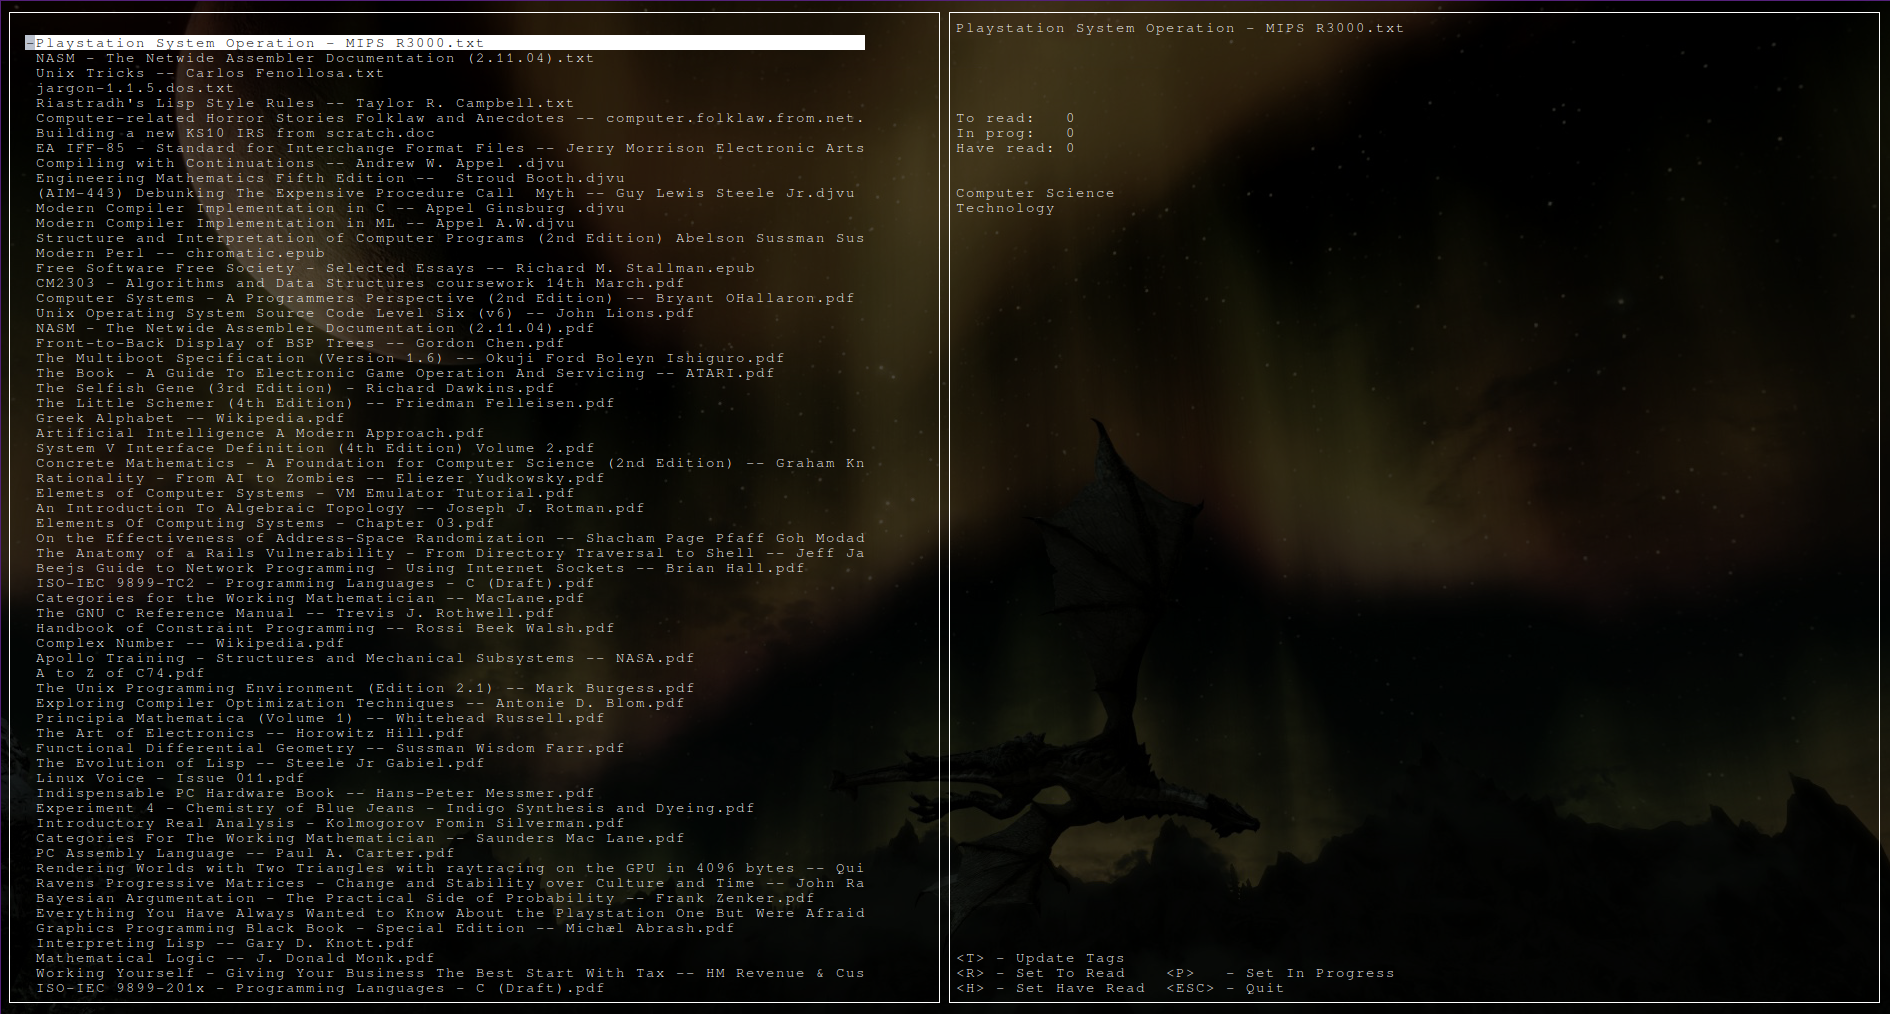 -Playstation System Operation - MIPS R3000.txt
NASM - The Netwide Assembler Documentation (2.11.04).txt
Unix Tricks -- Carlos Fenollosa.txt
jargon-1.1.5.dos.txt
Riastradh's Lisp Style Rules -- Taylor R. Campbell.txt
Computer-related Horror Stories Folklaw and Anecdotes -- computer.folklaw.from.net.
Building a new KS10 IRS from scratch.doc
EA IFF-85 - Standard for Interchange Format Files -- Jerry Morrison Electronic Arts
Compiling with Continuations -- Andrew W. Appel .djvu
Engineering Mathematics Fifth Edition --  Stroud Booth.djvu
(AIM-443) Debunking The Expensive Procedure Call  Myth -- Guy Lewis Steele Jr.djvu
Modern Compiler Implementation in C -- Appel Ginsburg .djvu
Modern Compiler Implementation in ML -- Appel A.W.djvu
Structure and Interpretation of Computer Programs (2nd Edition) Abelson Sussman Sus
Modern Perl -- chromatic.epub
Free Software Free Society - Selected Essays -- Richard M. Stallman.epub
CM2303 - Algorithms and Data Structures coursework 14th March.pdf
Computer Systems - A Programmers Perspective (2nd Edition) -- Bryant OHallaron.pdf
Unix Operating System Source Code Level Six (v6) -- John Lions.pdf
NASM - The Netwide Assembler Documentation (2.11.04).pdf
Front-to-Back Display of BSP Trees -- Gordon Chen.pdf
The Multiboot Specification (Version 1.6) -- Okuji Ford Boleyn Ishiguro.pdf
The Book - A Guide To Electronic Game Operation And Servicing -- ATARI.pdf
The Selfish Gene (3rd Edition) - Richard Dawkins.pdf
The Little Schemer (4th Edition) -- Friedman Felleisen.pdf
Greek Alphabet -- Wikipedia.pdf
Artificial Intelligence A Modern Approach.pdf
System V Interface Definition (4th Edition) Volume 2.pdf
Concrete Mathematics - A Foundation for Computer Science (2nd Edition) -- Graham Kn
Rationality - From AI to Zombies -- Eliezer Yudkowsky.pdf
Elemets of Computer Systems - VM Emulator Tutorial.pdf
An Introduction To Algebraic Topology -- Joseph J. Rotman.pdf
Elements Of Computing Systems - Chapter 03.pdf
On the Effectiveness of Address-Space Randomization -- Shacham Page Pfaff Goh Modad
The Anatomy of a Rails Vulnerability - From Directory Traversal to Shell -- Jeff Ja
Beejs Guide to Network Programming - Using Internet Sockets -- Brian Hall.pdf
ISO-IEC 9899-TC2 - Programming Languages - C (Draft).pdf
Categories for the Working Mathematician -- MacLane.pdf
The GNU C Reference Manual -- Trevis J. Rothwell.pdf
Handbook of Constraint Programming -- Rossi Beek Walsh.pdf
Complex Number -- Wikipedia.pdf
Apollo Training - Structures and Mechanical Subsystems -- NASA.pdf
A to Z of C74.pdf
The Unix Programming Environment (Edition 2.1) -- Mark Burgess.pdf
Exploring Compiler Optimization Techniques -- Antonie D. Blom.pdf
Principia Mathematica (Volume 1) -- Whitehead Russell.pdf
The Art of Electronics -- Horowitz Hill.pdf
Functional Differential Geometry -- Sussman Wisdom Farr.pdf
The Evolution of Lisp -- Steele Jr Gabiel.pdf
Linux Voice - Issue 011.pdf
Indispensable PC Hardware Book -- Hans-Peter Messmer.pdf
Experiment 4 - Chemistry of Blue Jeans - Indigo Synthesis and Dyeing.pdf
Introductory Real Analysis - Kolmogorov Fomin Silverman.pdf
Categories For The Working Mathematician -- Saunders Mac Lane.pdf
PC Assembly Language -- Paul A. Carter.pdf
Rendering Worlds with Two Triangles with raytracing on the GPU in 4096 bytes -- Qui
Ravens Progressive Matrices - Change and Stability over Culture and Time -- John Ra
Bayesian Argumentation - The Practical Side of Probability -- Frank Zenker.pdf
Everything You Have Always Wanted to Know About the Playstation One But Were Afraid
Graphics Programming Black Book - Special Edition -- Michæl Abrash.pdf
Interpreting Lisp -- Gary D. Knott.pdf
Mathematical Logic -- J. Donald Monk.pdf
Working Yourself - Giving Your Business The Best Start With Tax -- HM Revenue & Cus
ISO-IEC 9899-201x - Programming Languages - C (Draft).pdf
Playstation System Operation - MIPS R3000.txt
To read:   0
In prog:   0
Have read: 0
Computer Science
Technology
<T> - Update Tags
<R> - Set To Read    <P>   - Set In Progress
<H> - Set Have Read  <ESC> - Quit